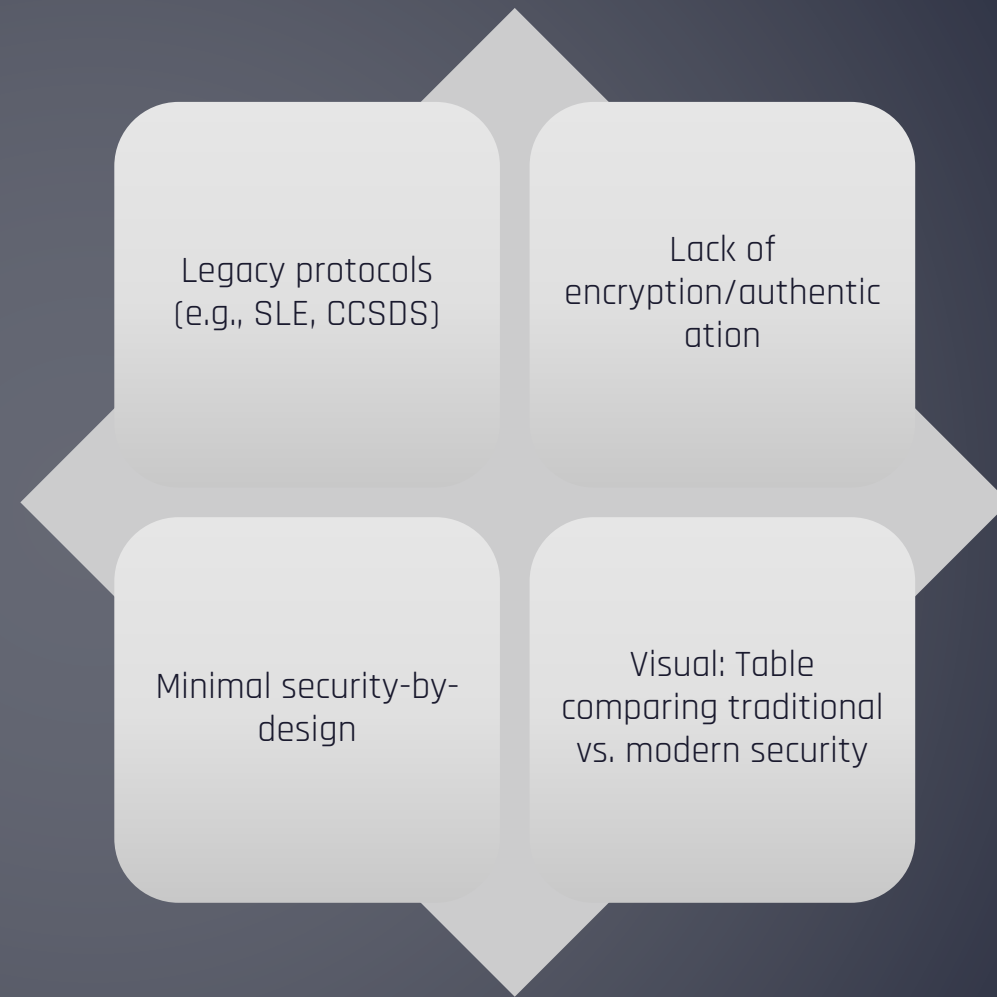 Legacy protocols
(e.g., SLE, CCSDS)
Lack of
encryption/authentic
ation
Minimal security-by-
design
Visual: Table
comparing traditional
vs. modern security